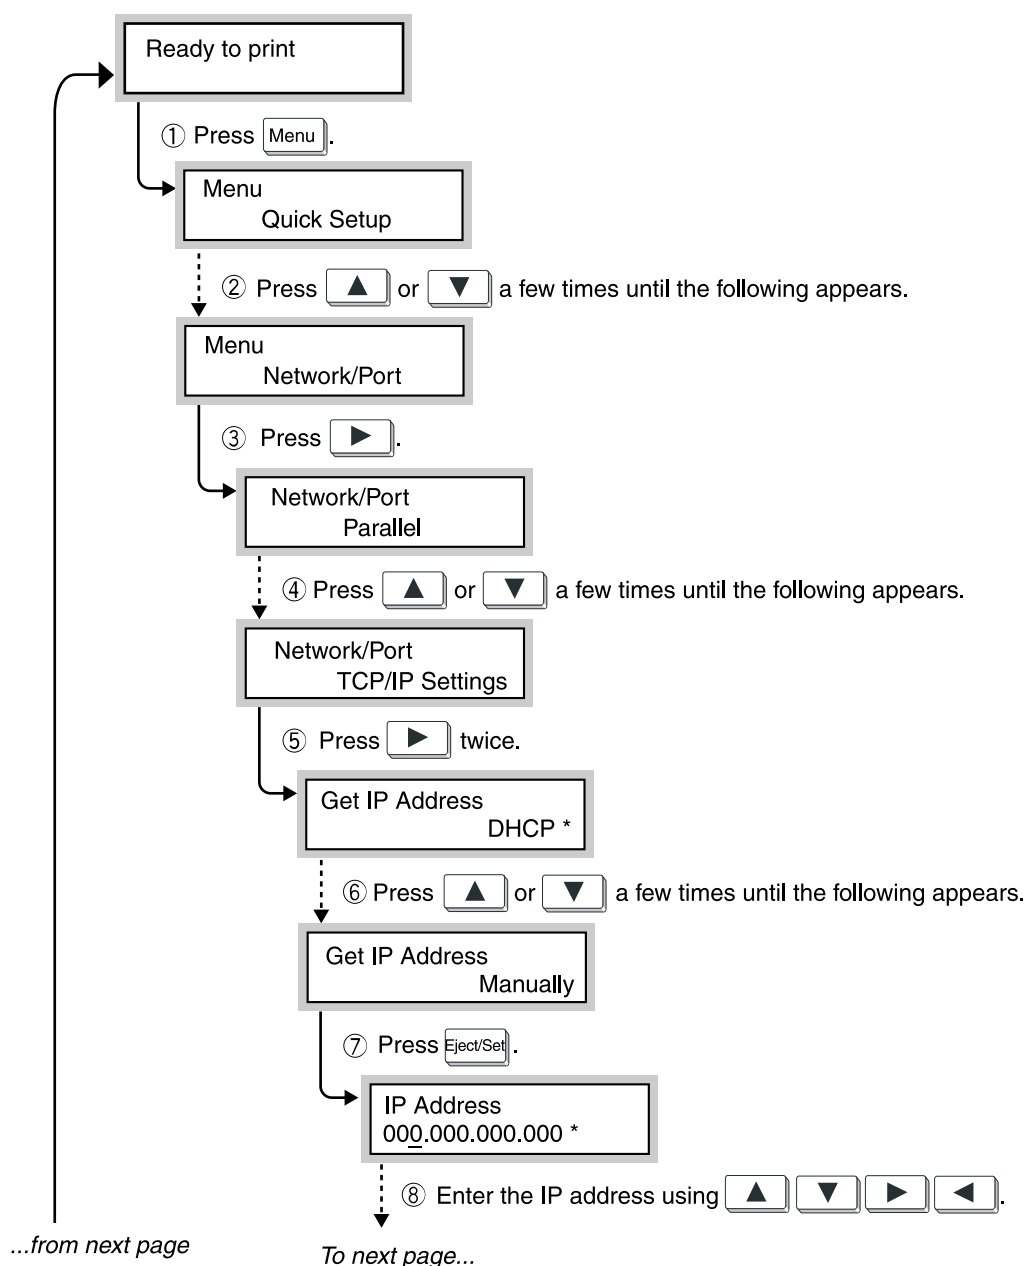 Ready to print
① Press Menu.
Menu
Quick Setup
② Press ▲ or ▼ a few times until the following appears.
Menu
Network/Port
③ Press ▶.
Network/Port
Parallel
④ Press ▲ or ▼ a few times until the following appears.
Network/Port
TCP/IP Settings
⑤ Press ▶ twice.
Get IP Address
DHCP *
⑥ Press ▲ or ▼ a few times until the following appears.
Get IP Address
Manually
⑦ Press Eject/Set.
IP Address
000.000.000.000 *
⑧ Enter the IP address using ▲ ▼ ▶ ◀.
...from next page
To next page...